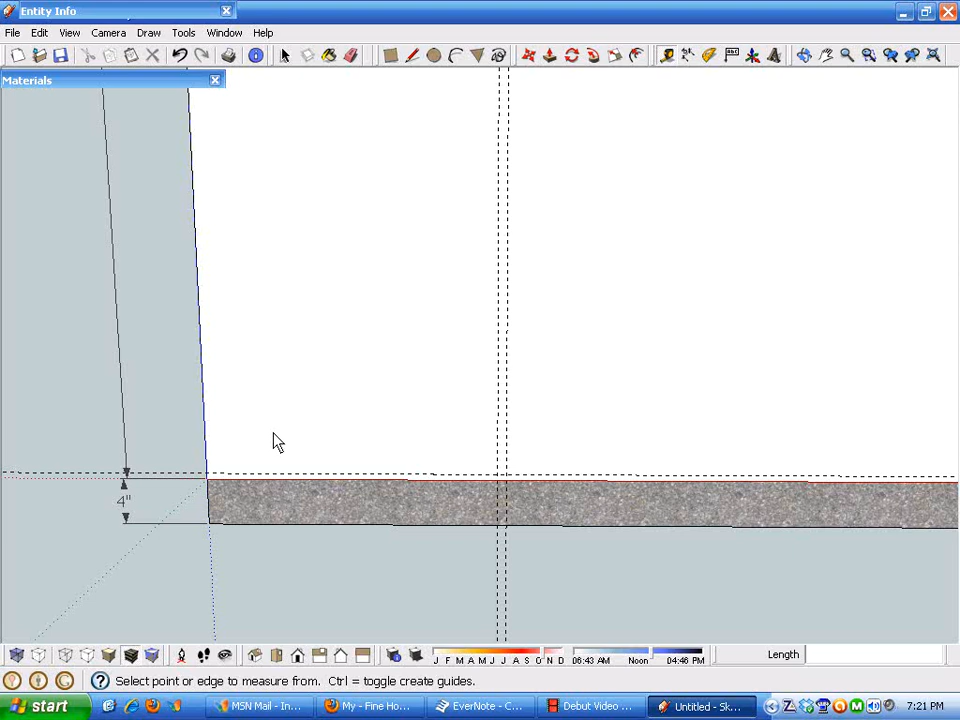 Entity Info
File Edit View Camera Draw Tools Window Help
Materials
4"
J F M A M J J A S O N D 06:43 AM Noon 04:46 PM Length
Select point or edge to measure from. Ctrl = toggle create guides.
start MSN Mail - In... My - Fine Ho... EverNote - C... Debut Video ... Untitled - Sk... 7:21 PM